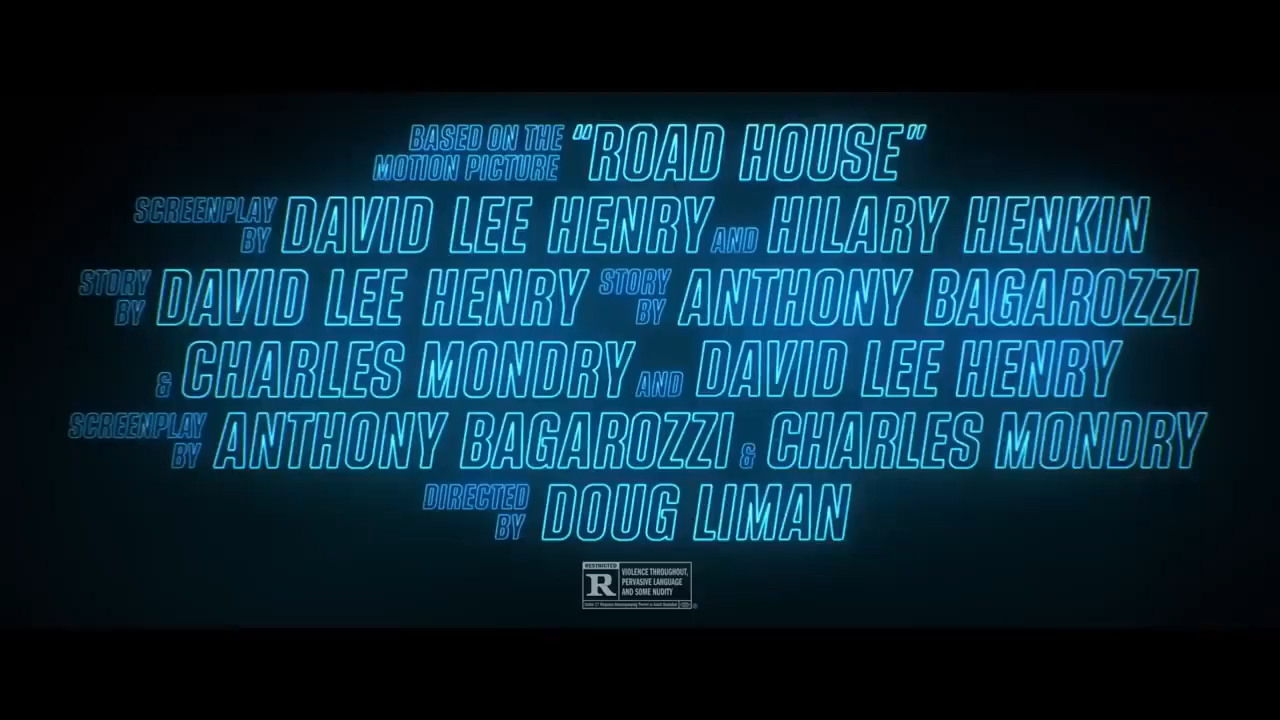 BASED ON THE MOTION PICTURE "ROAD HOUSE"
SCREENPLAY BY DAVID LEE HENRY AND HILARY HENKIN
STORY BY DAVID LEE HENRY STORY BY ANTHONY BAGAROZZI
& CHARLES MONDRY AND DAVID LEE HENRY
SCREENPLAY BY ANTHONY BAGAROZZI & CHARLES MONDRY
DIRECTED BY DOUG LIMAN
RESTRICTED
R
VIOLENCE THROUGHOUT,
PERVASIVE LANGUAGE
AND SOME NUDITY